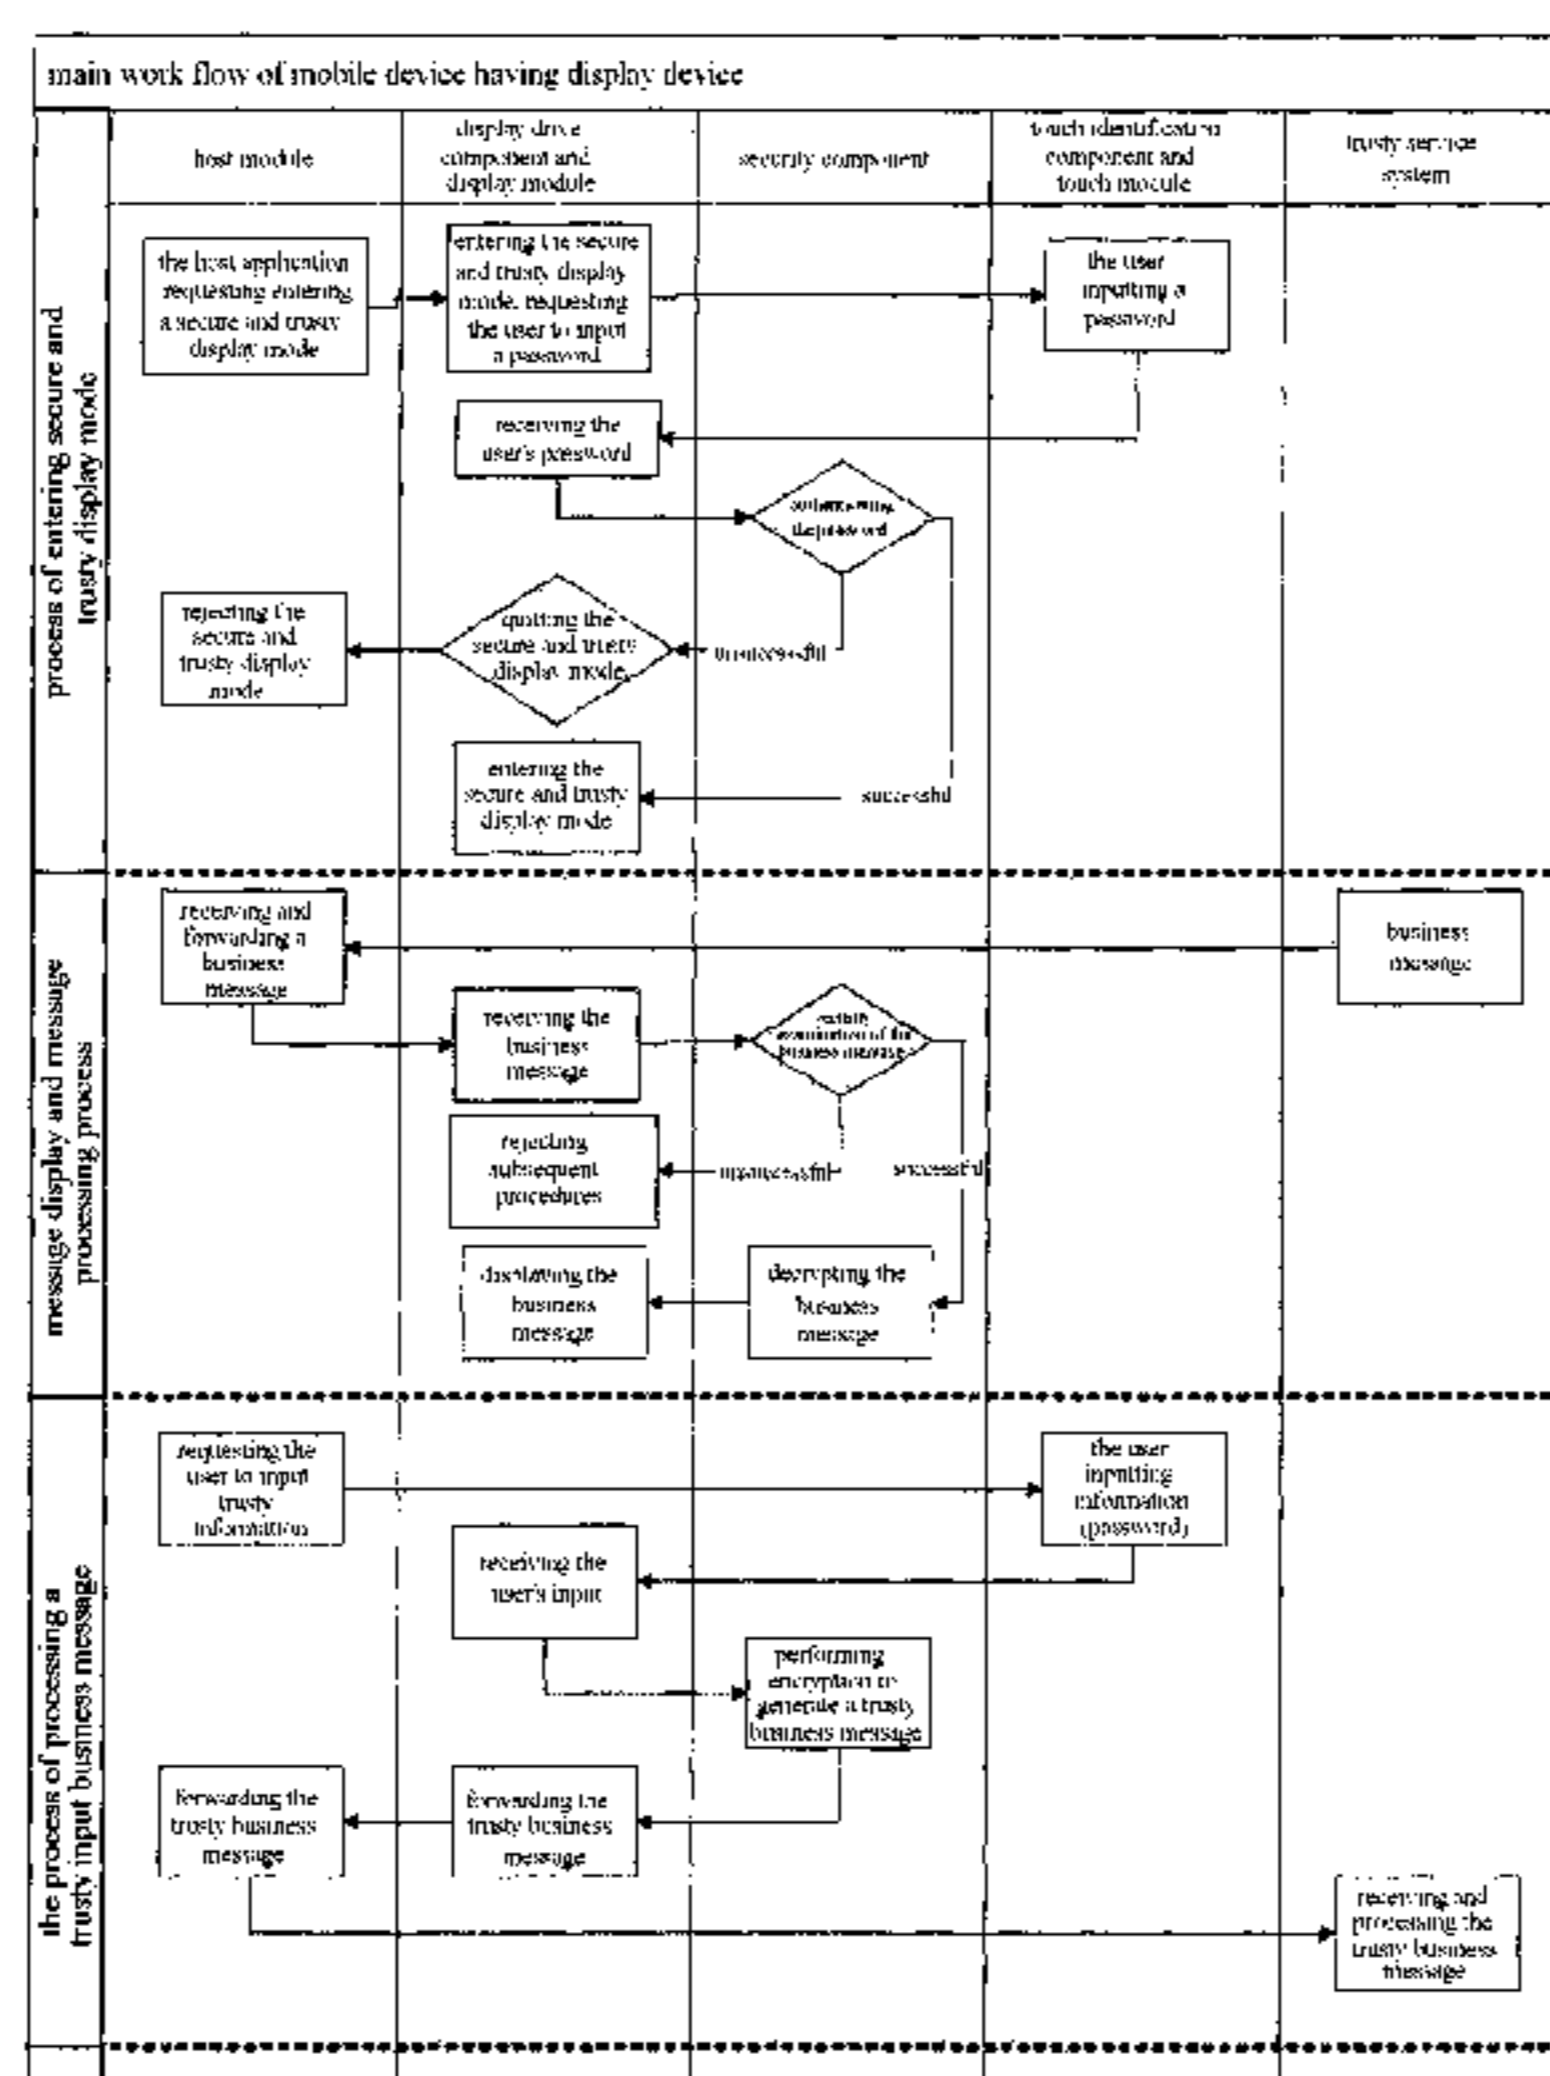 main work flow of mobile device having display device
host module
display drive
component and
display module
security component
touch identification
component and
touch module
trusty service
system
process of entering secure and
trusty display mode
the host application
requesting entering
a secure and trusty
display mode
entering the secure
and trusty display
mode, requesting
the user to input
a password
the user
inputting a
password
receiving the
user's password
authenticating
the password
rejecting the
secure and
trusty display
mode
quitting the
secure and trusty
display mode
unsuccessful
entering the
secure and trusty
display mode
successful
message display and message
processing process
receiving and
forwarding a
business
message
business
message
receiving the
business
message
examination of the
business message
rejecting
subsequent
procedures
unsuccessful
successful
displaying the
business
message
decrypting the
business
message
the process of processing a
trusty input business message
requesting the
user to input
trusty
information
the user
inputting
information
(password)
receiving the
user's input
performing
encryption to
generate a trusty
business message
forwarding the
trusty business
message
forwarding the
trusty business
message
receiving and
processing the
trusty business
message